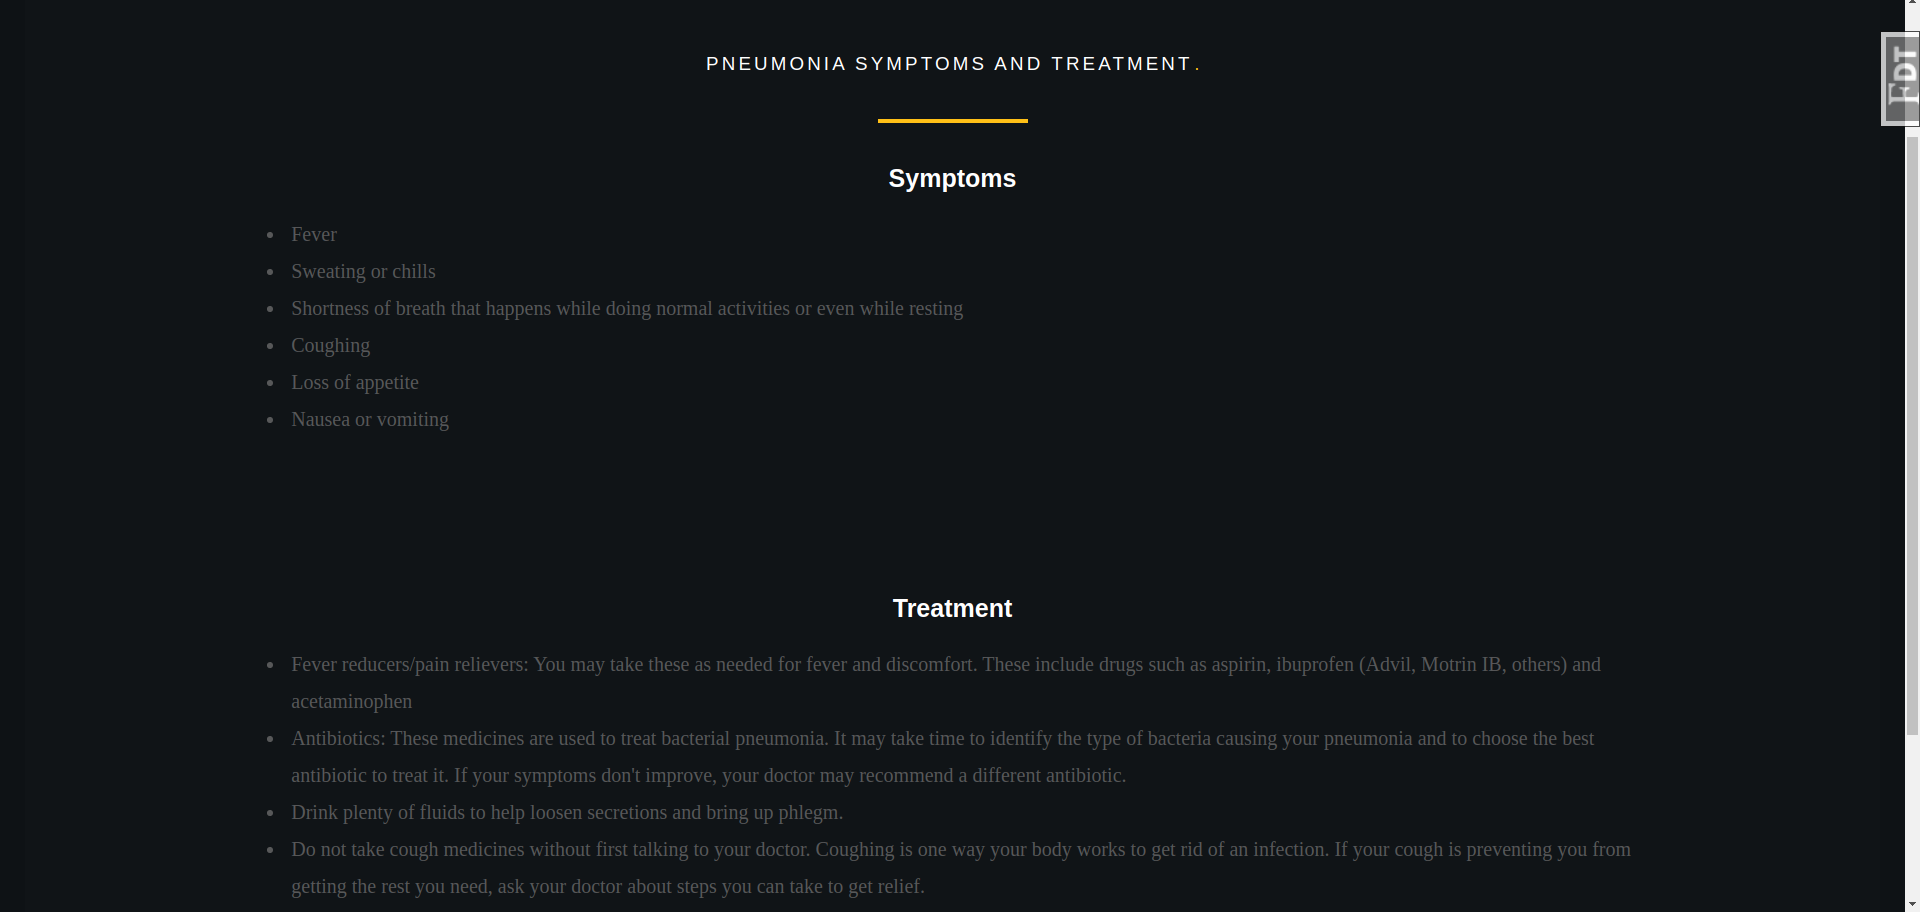 PNEUMONIA SYMPTOMS AND TREATMENT.
FDT
Symptoms
Fever
Sweating or chills
Shortness of breath that happens while doing normal activities or even while resting
Coughing
Loss of appetite
Nausea or vomiting
Treatment
Fever reducers/pain relievers: You may take these as needed for fever and discomfort. These include drugs such as aspirin, ibuprofen (Advil, Motrin IB, others) and
acetaminophen
Antibiotics: These medicines are used to treat bacterial pneumonia. It may take time to identify the type of bacteria causing your pneumonia and to choose the best
antibiotic to treat it. If your symptoms don't improve, your doctor may recommend a different antibiotic.
Drink plenty of fluids to help loosen secretions and bring up phlegm.
Do not take cough medicines without first talking to your doctor. Coughing is one way your body works to get rid of an infection. If your cough is preventing you from
getting the rest you need, ask your doctor about steps you can take to get relief.